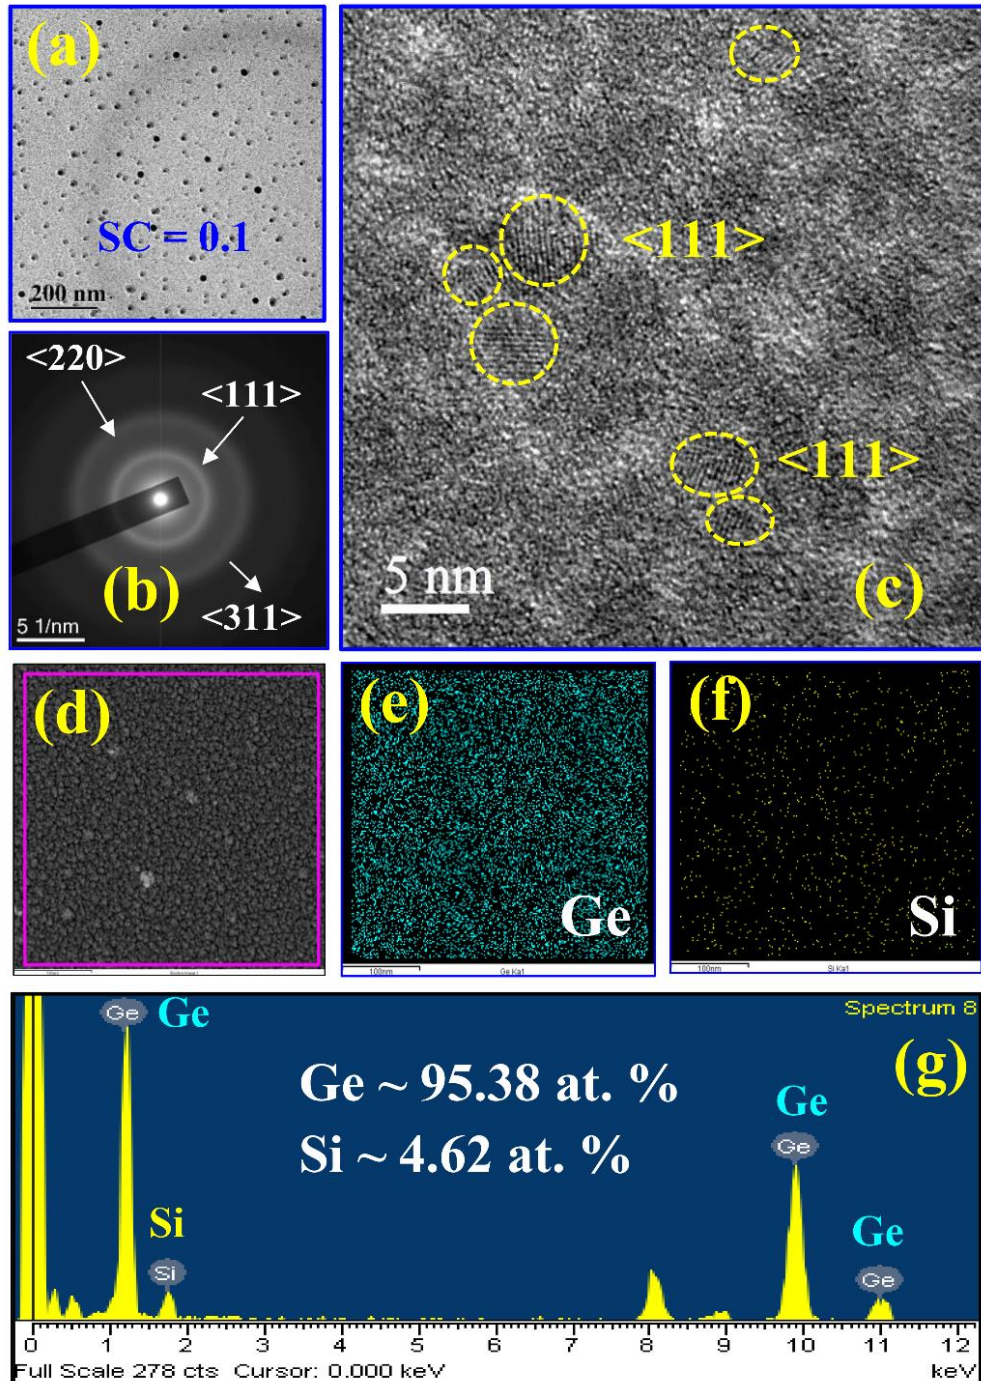 (a)
SC = 0.1
200 nm
<220>
<111>
(b)
<311>
5 1/nm
<111>
<111>
5 nm
(c)
(d)
(e)
Ge
100nm
Ge Ka1
(f)
Si
100nm
Si Ka1
Spectrum 8
(g)
Ge
Ge
Ge ~ 95.38 at. %
Si ~ 4.62 at. %
Si
Si
Ge
Ge
Ge
Ge
0 1 2 3 4 5 6 7 8 9 10 11 12
Full Scale 278 cts Cursor: 0.000 keV
keV